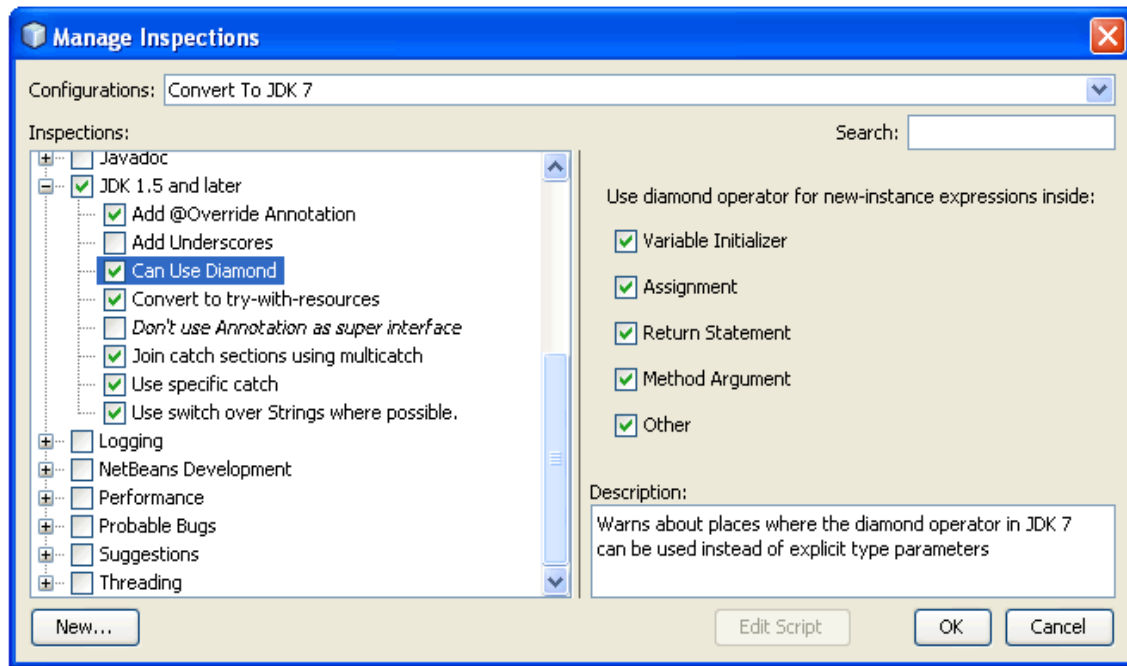 Manage Inspections
Configurations: Convert To JDK 7
Inspections:
Search:
Javadoc
JDK 1.5 and later
Add @Override Annotation
Add Underscores
Can Use Diamond
Convert to try-with-resources
Don't use Annotation as super interface
Join catch sections using multicatch
Use specific catch
Use switch over Strings where possible.
Logging
NetBeans Development
Performance
Probable Bugs
Suggestions
Threading
Use diamond operator for new-instance expressions inside:
Variable Initializer
Assignment
Return Statement
Method Argument
Other
Description:
Warns about places where the diamond operator in JDK 7
can be used instead of explicit type parameters
New...
Edit Script
OK
Cancel